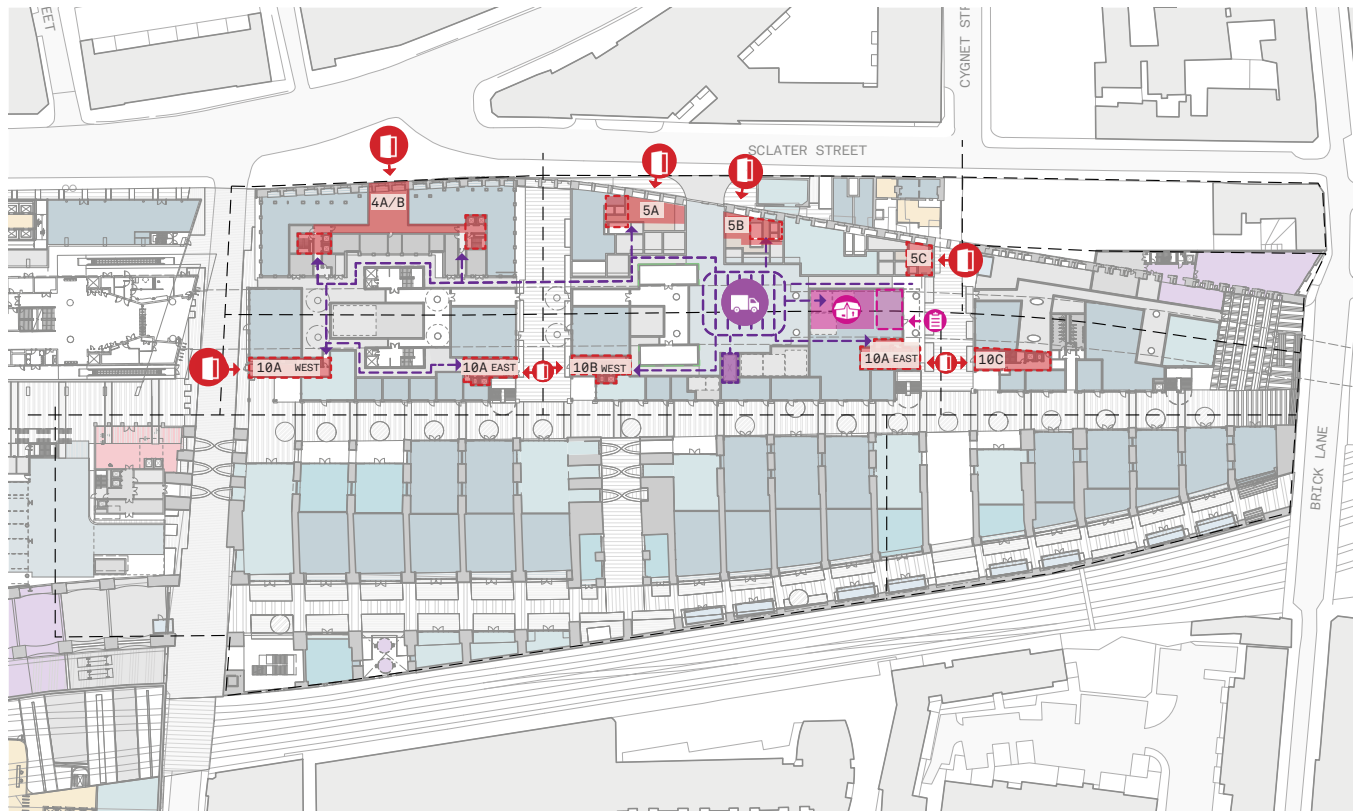 EET
CYGNET STR
SCLATER STREET
4A/B
5A
5B
5C
10A WEST
10A EAST
10B WEST
10A EAST
10C
BRICK LANE